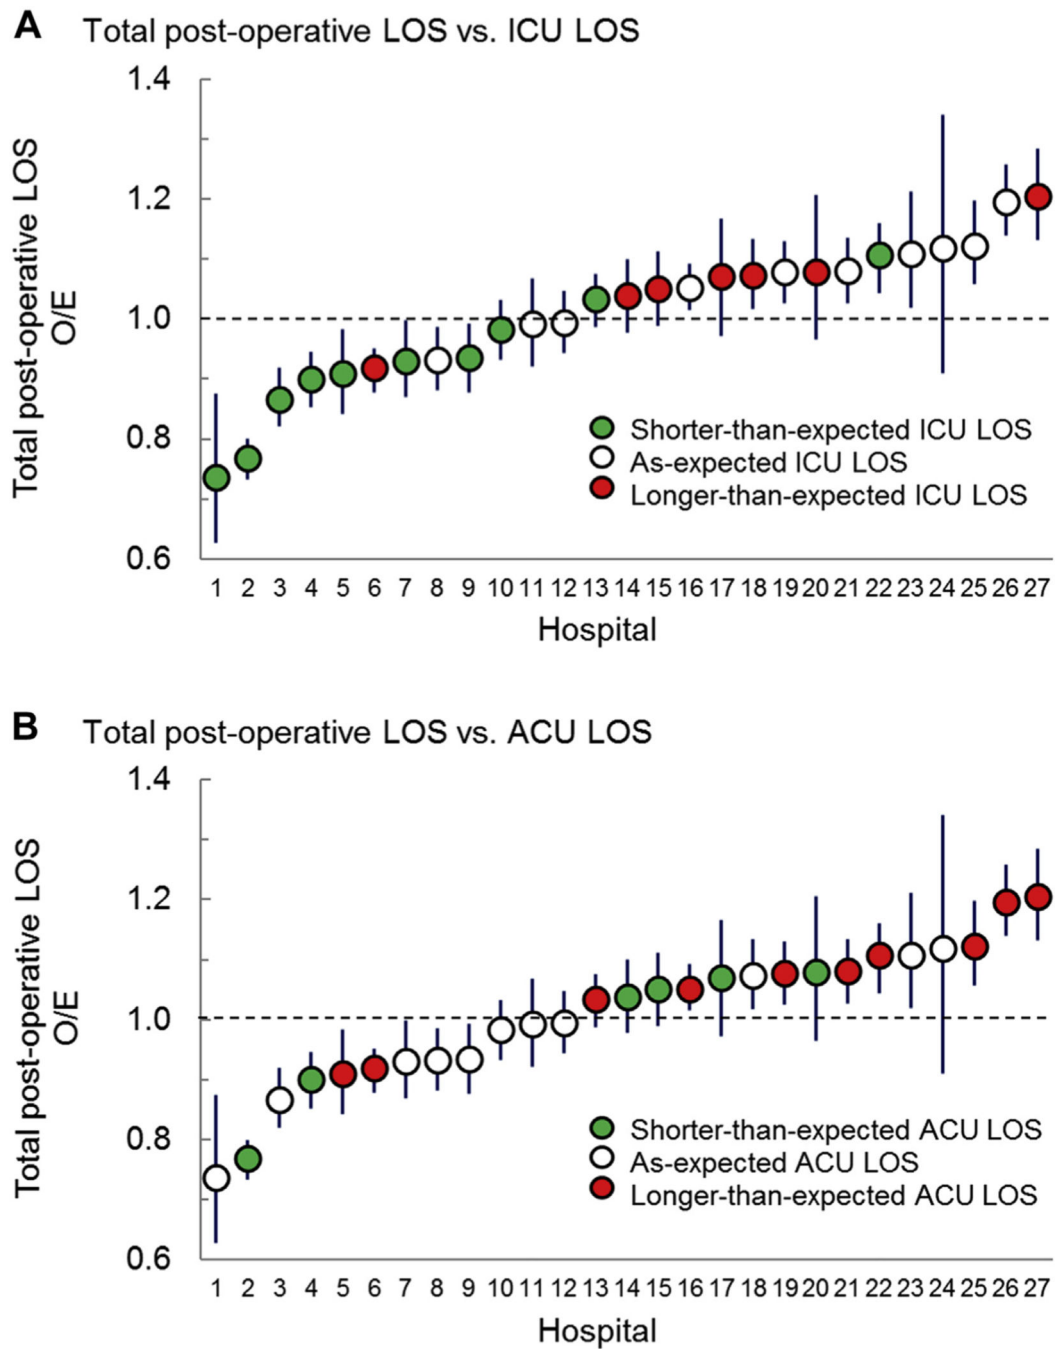 A Total post-operative LOS vs. ICU LOS
Total post-operative LOS
O/E
1.4
1.2
1.0
0.8
0.6
Shorter-than-expected ICU LOS
As-expected ICU LOS
Longer-than-expected ICU LOS
1 2 3 4 5 6 7 8 9 10 11 12 13 14 15 16 17 18 19 20 21 22 23 24 25 26 27
Hospital
B Total post-operative LOS vs. ACU LOS
Total post-operative LOS
O/E
1.4
1.2
1.0
0.8
0.6
Shorter-than-expected ACU LOS
As-expected ACU LOS
Longer-than-expected ACU LOS
1 2 3 4 5 6 7 8 9 10 11 12 13 14 15 16 17 18 19 20 21 22 23 24 25 26 27
Hospital